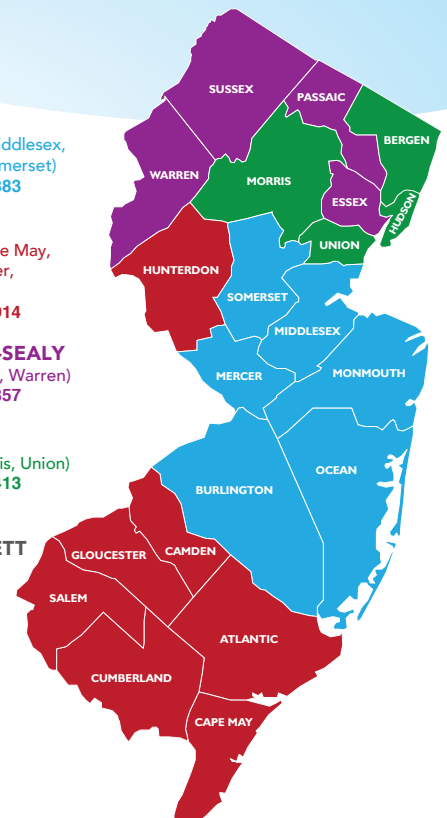 ddlesex,
merset)
383
e May,
er,
014
-SEALY
, Warren)
357
is, Union)
413
ETT
SUSSEX
PASSAIC
BERGEN
WARREN
MORRIS
ESSEX
HUDSON
UNION
HUNTERDON
SOMERSET
MIDDLESEX
MERCER
MONMOUTH
OCEAN
BURLINGTON
CAMDEN
GLOUCESTER
SALEM
ATLANTIC
CUMBERLAND
CAPE MAY